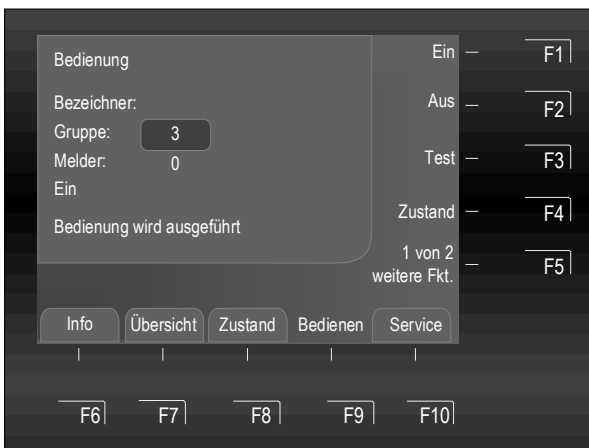 Bedienung
Bezeichner:
Gruppe: 3
Melder: 0
Ein
Bedienung wird ausgeführt
Ein – F1
Aus – F2
Test – F3
Zustand – F4
1 von 2
weitere Fkt. – F5
Info Übersicht Zustand Bedienen Service
F6 F7 F8 F9 F10